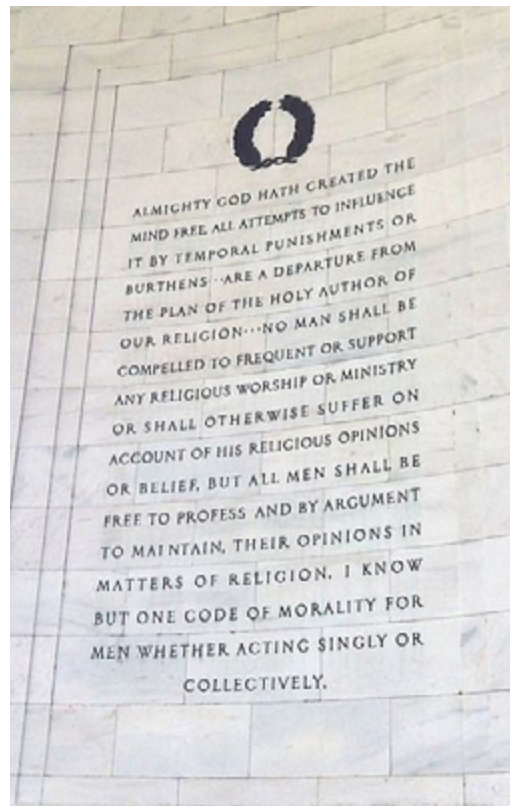 ALMIGHTY GOD HATH CREATED THE
MIND FREE. ALL ATTEMPTS TO INFLUENCE
IT BY TEMPORAL PUNISHMENTS OR
BURTHENS···ARE A DEPARTURE FROM
THE PLAN OF THE HOLY AUTHOR OF
OUR RELIGION···NO MAN SHALL BE
COMPELLED TO FREQUENT OR SUPPORT
ANY RELIGIOUS WORSHIP OR MINISTRY
OR SHALL OTHERWISE SUFFER ON
ACCOUNT OF HIS RELIGIOUS OPINIONS
OR BELIEF, BUT ALL MEN SHALL BE
FREE TO PROFESS AND BY ARGUMENT
TO MAINTAIN, THEIR OPINIONS IN
MATTERS OF RELIGION. I KNOW
BUT ONE CODE OF MORALITY FOR
MEN WHETHER ACTING SINGLY OR
COLLECTIVELY.